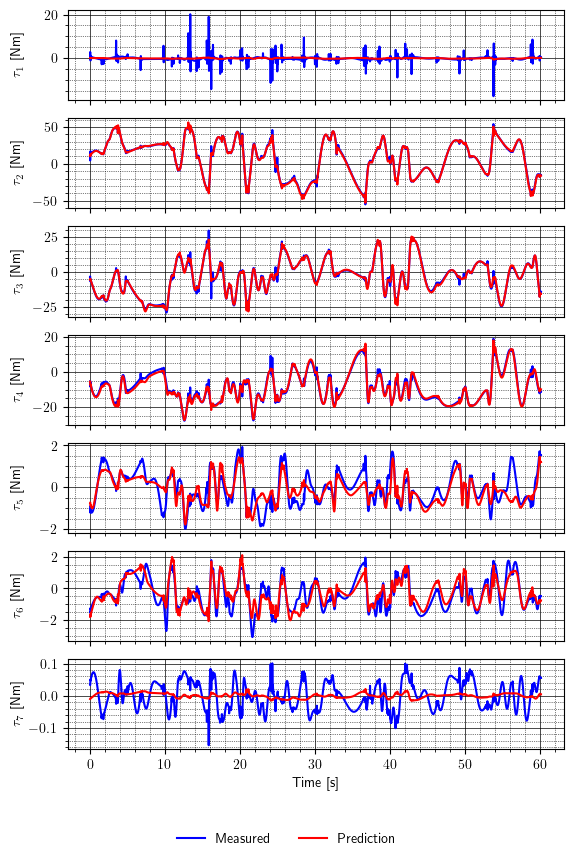 20
0
τ1 [Nm]
50
0
−50
τ2 [Nm]
25
0
−25
τ3 [Nm]
20
0
−20
τ4 [Nm]
2
0
−2
τ5 [Nm]
2
0
−2
τ6 [Nm]
0.1
0.0
−0.1
τ7 [Nm]
0 10 20 30 40 50 60
Time [s]
Measured Prediction